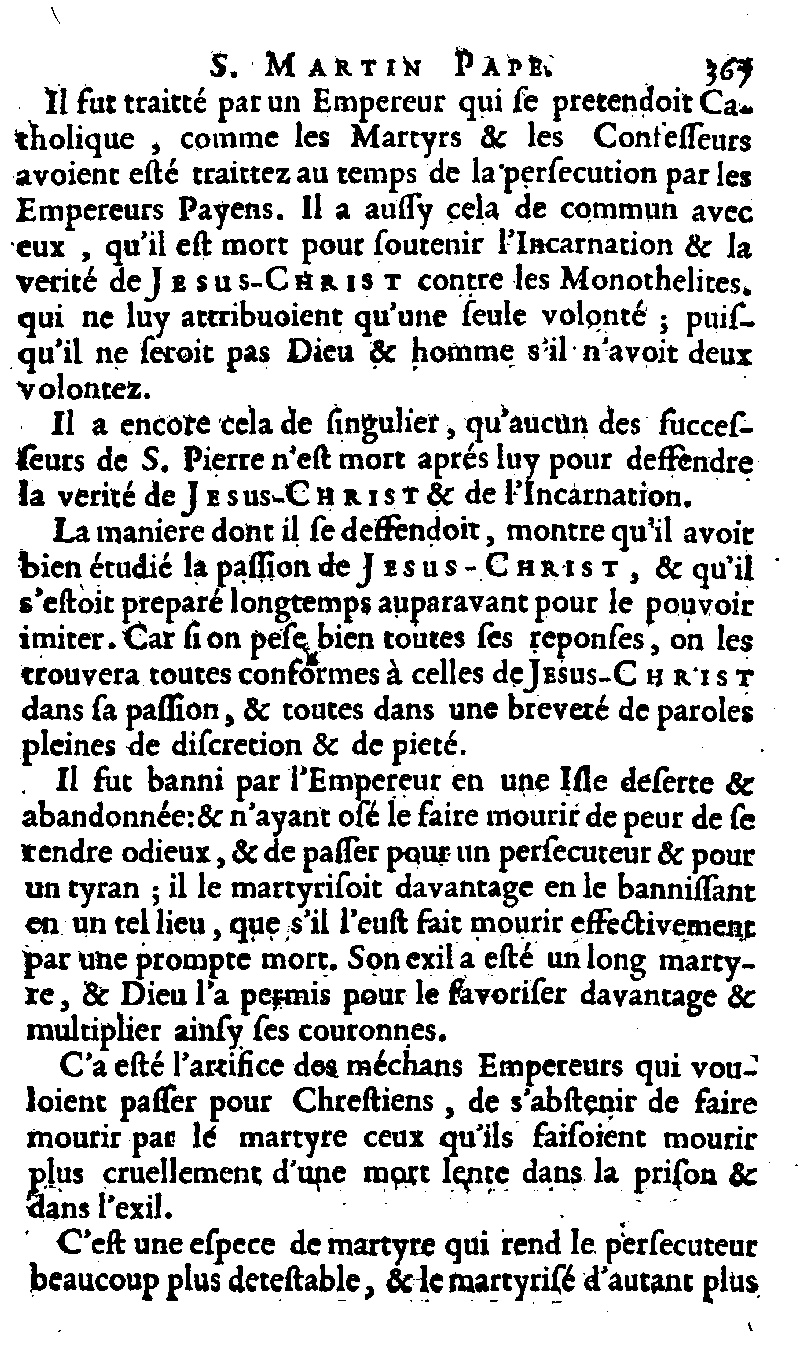 S. MARTIN PAPE. 367
Il fut traitté par un Empereur qui ſe pretendoit Ca-
tholique , comme les Martyrs & les Confeſſeurs
avoient eſté traittez au temps de la perſecution par les
Empereurs Payens. Il a auſſy cela de commun avec
eux , qu'il eſt mort pour ſoutenir l'Incarnation & la
verité de JESUS-CHRIST contre les Monothelites.
qui ne luy attribuoient qu'une ſeule volonté ; puiſ-
qu'il ne ſeroit pas Dieu & homme s'il n'avoit deux
volontez.
Il a encore cela de ſingulier, qu'aucun des ſucceſ-
ſeurs de S. Pierre n'eſt mort aprés luy pour deffendre
la verité de JESUS-CHRIST & de l'Incarnation.
La maniere dont il ſe deffendoit, montre qu'il avoit
bien étudié la paſſion de JESUS-CHRIST, & qu'il
s'eſtoit preparé longtemps auparavant pour le pouvoir
imiter. Car ſi on peſe bien toutes ſes reponſes, on les
trouvera toutes conformes à celles de JESUS-CHRIST
dans ſa paſſion, & toutes dans une breveté de paroles
pleines de diſcretion & de pieté.
Il fut banni par l'Empereur en une Iſle deſerte &
abandonnée: & n'ayant oſé le faire mourir de peur de ſe
rendre odieux, & de paſſer pour un perſecuteur & pour
un tyran ; il le martyriſoit davantage en le banniſſant
en un tel lieu, que s'il l'euſt fait mourir effectivement
par une prompte mort. Son exil a eſté un long marty-
re, & Dieu l'a permis pour le favoriſer davantage &
multiplier ainſy ſes couronnes.
C'a eſté l'artifice des méchans Empereurs qui vou-
loient paſſer pour Chreſtiens , de s'abſtenir de faire
mourir par le martyre ceux qu'ils faiſoient mourir
plus cruellement d'une mort lente dans la priſon &
dans l'exil.
C'eſt une eſpece de martyre qui rend le perſecuteur
beaucoup plus deteſtable, & le martyriſé d'autant plus